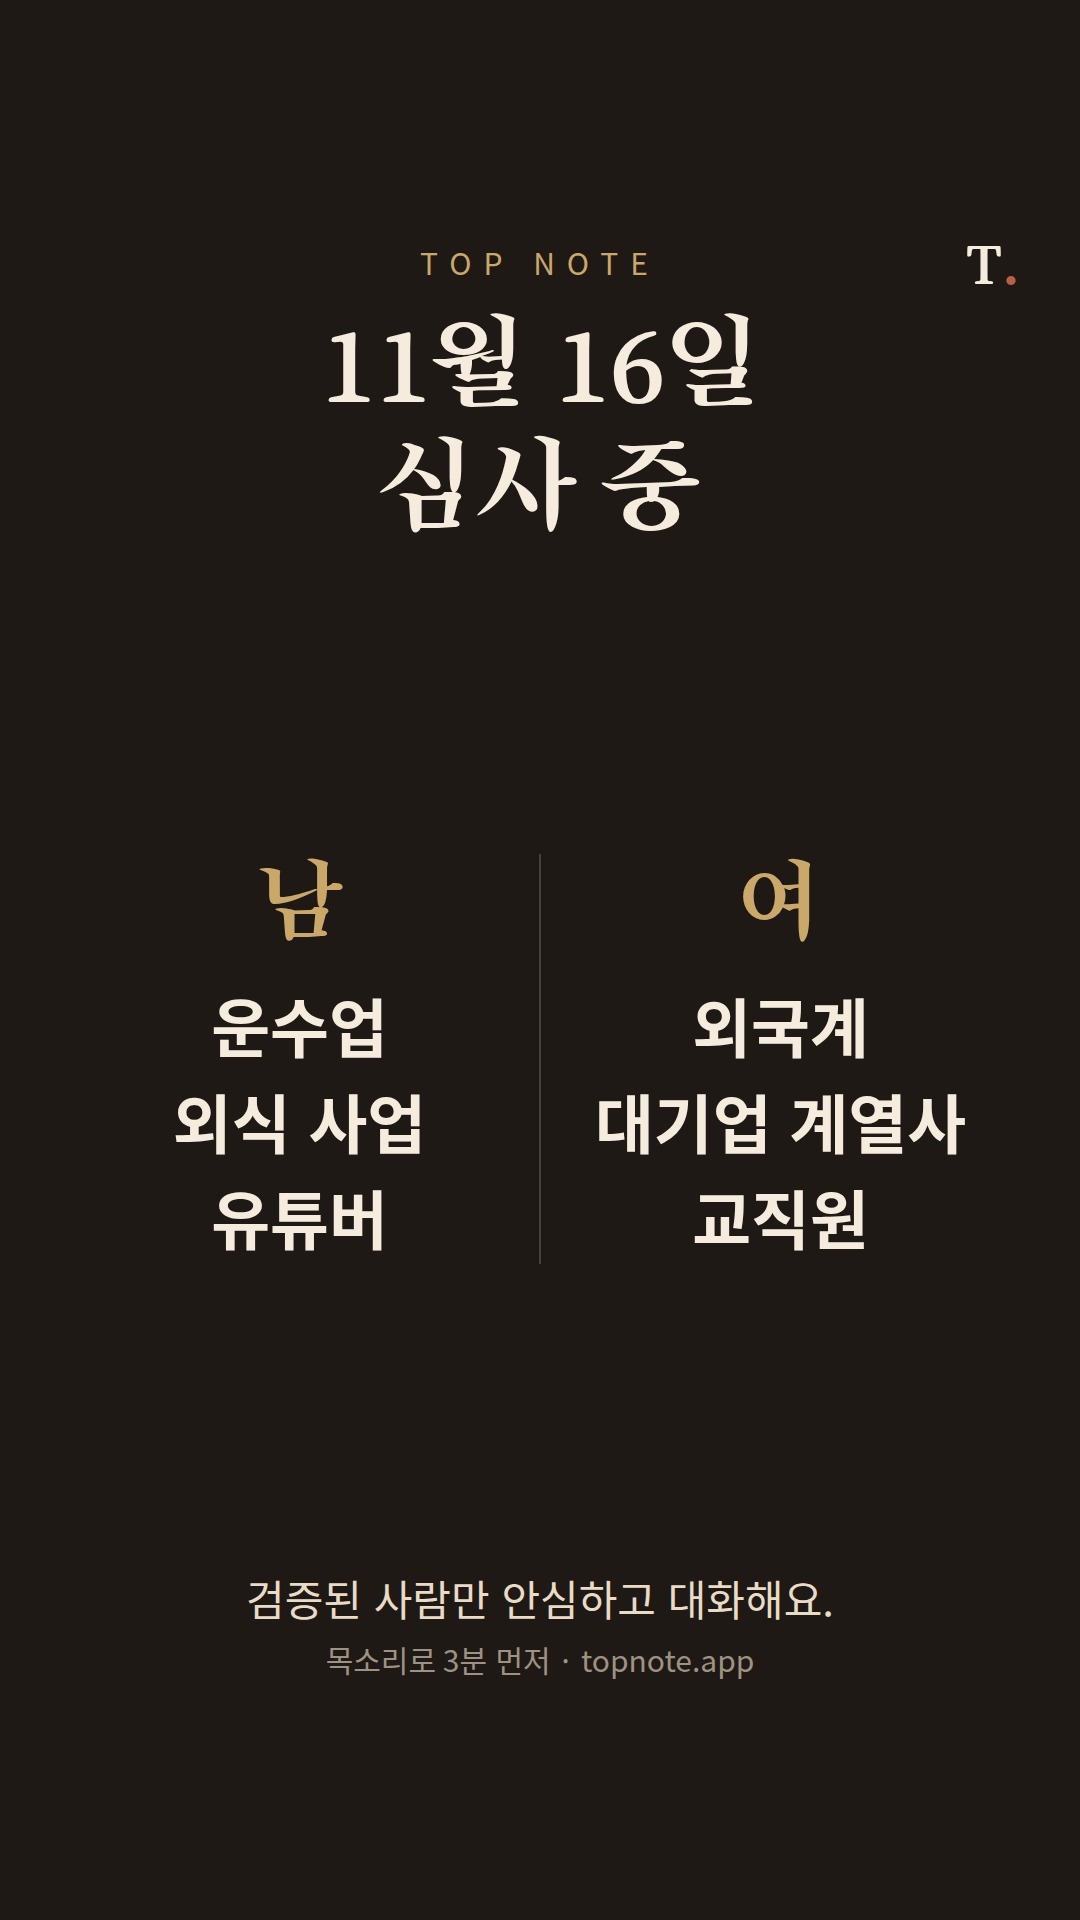 TOP NOTE
T.
11월 16일
심사 중
남
운수업
외식 사업
유튜버
여
외국계
대기업 계열사
교직원
검증된 사람만 안심하고 대화해요.
목소리로 3분 먼저 · topnote.app